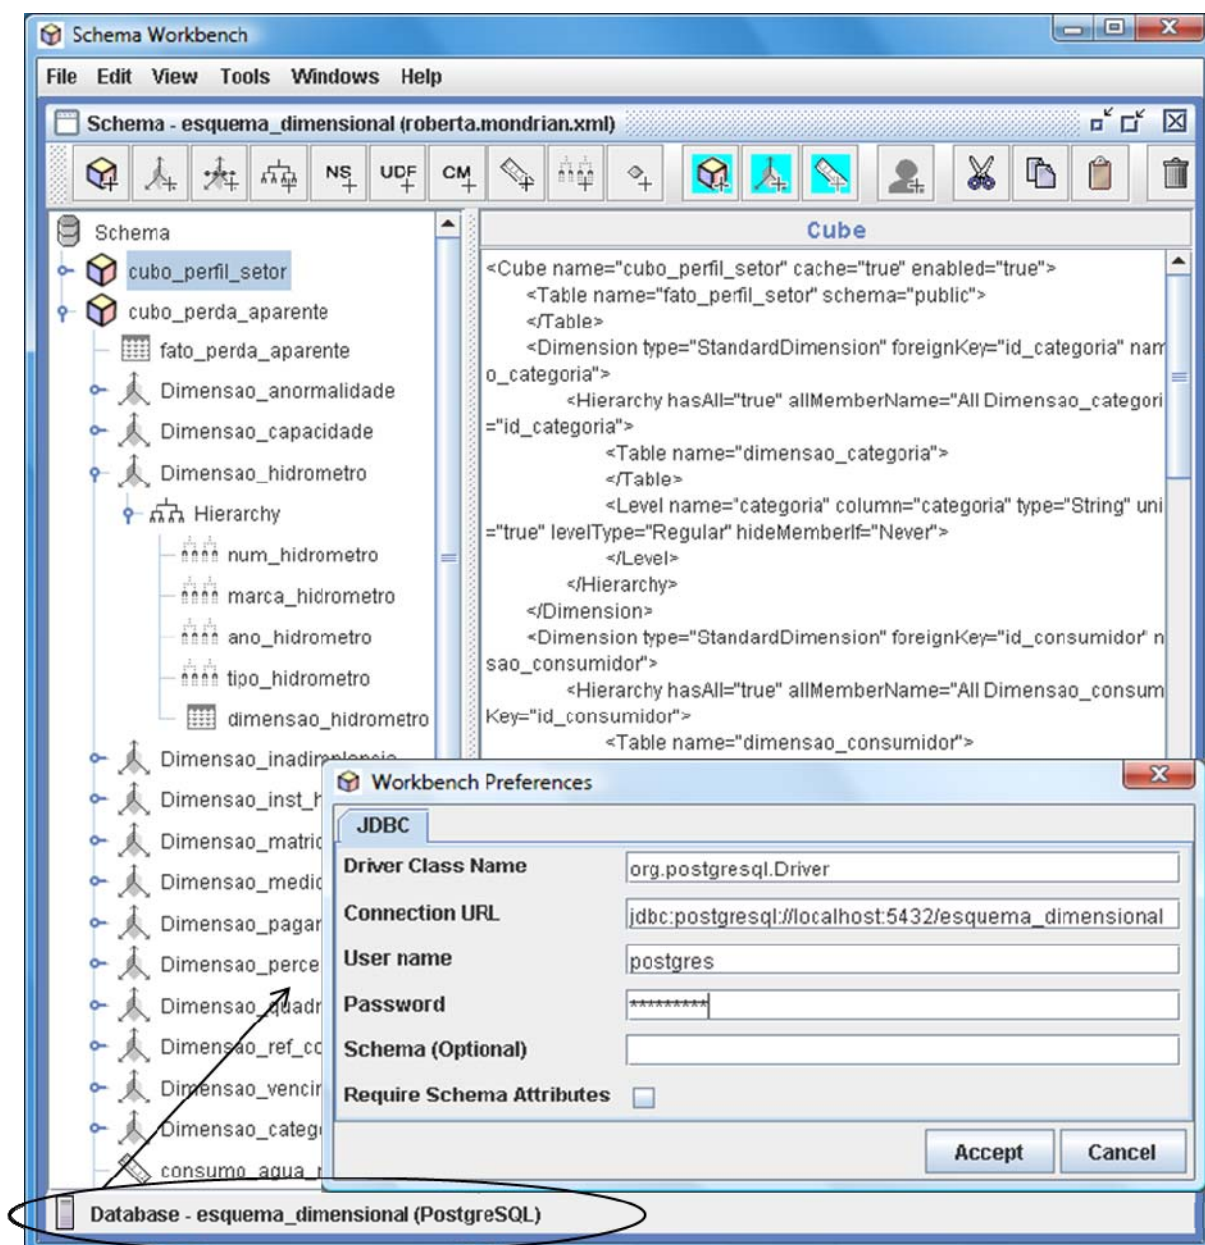 Schema Workbench
File Edit View Tools Windows Help
Schema - esquema_dimensional (roberta.mondrian.xml)
NS UDF CM
Schema
cubo_perfil_setor
cubo_perda_aparente
fato_perda_aparente
Dimensao_anormalidade
Dimensao_capacidade
Dimensao_hidrometro
Hierarchy
num_hidrometro
marca_hidrometro
ano_hidrometro
tipo_hidrometro
dimensao_hidrometro
Dimensao_inadimplencia
Dimensao_inst_h
Dimensao_matric
Dimensao_medic
Dimensao_pagar
Dimensao_perce
Dimensao_quadr
Dimensao_ref_co
Dimensao_vencir
Dimensao_catego
consumo_agua_r
Cube
<Cube name="cubo_perfil_setor" cache="true" enabled="true">
<Table name="fato_perfil_setor" schema="public">
</Table>
<Dimension type="StandardDimension" foreignKey="id_categoria" nam
o_categoria">
<Hierarchy hasAll="true" allMemberName="All Dimensao_categori
="id_categoria">
<Table name="dimensao_categoria">
</Table>
<Level name="categoria" column="categoria" type="String" uni
="true" levelType="Regular" hideMemberIf="Never">
</Level>
</Hierarchy>
</Dimension>
<Dimension type="StandardDimension" foreignKey="id_consumidor" n
sao_consumidor">
<Hierarchy hasAll="true" allMemberName="All Dimensao_consum
Key="id_consumidor">
<Table name="dimensao_consumidor">
Workbench Preferences
JDBC
Driver Class Name org.postgresql.Driver
Connection URL jdbc:postgresql://localhost:5432/esquema_dimensional
User name postgres
Password *********
Schema (Optional)
Require Schema Attributes
Accept Cancel
Database - esquema_dimensional (PostgreSQL)